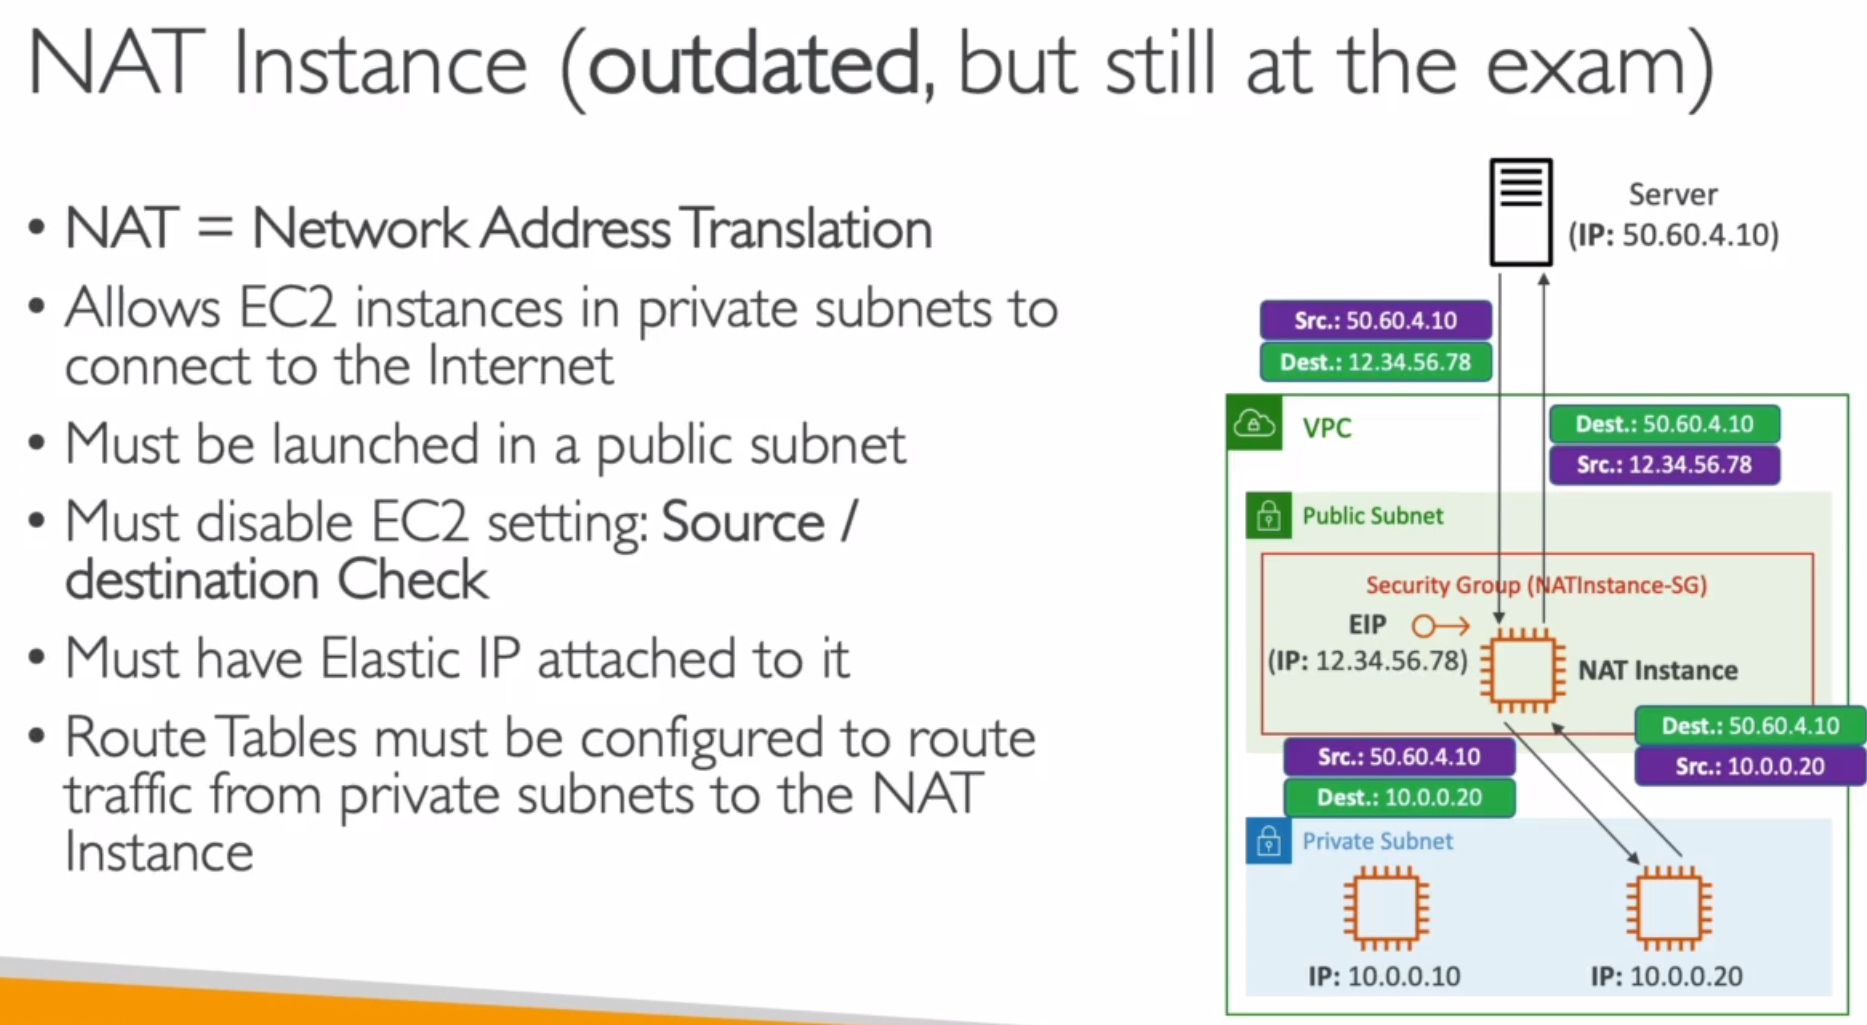 NAT Instance (outdated, but still at the exam)
• NAT = Network Address Translation
• Allows EC2 instances in private subnets to
connect to the Internet
• Must be launched in a public subnet
• Must disable EC2 setting: Source /
destination Check
• Must have Elastic IP attached to it
• Route Tables must be configured to route
traffic from private subnets to the NAT
Instance
Server
(IP: 50.60.4.10)
Src.: 50.60.4.10
Dest.: 12.34.56.78
VPC
Dest.: 50.60.4.10
Src.: 12.34.56.78
Public Subnet
Security Group (NATInstance-SG)
EIP
(IP: 12.34.56.78)
NAT Instance
Dest.: 50.60.4.10
Src.: 10.0.0.20
Src.: 50.60.4.10
Dest.: 10.0.0.20
Private Subnet
IP: 10.0.0.10
IP: 10.0.0.20